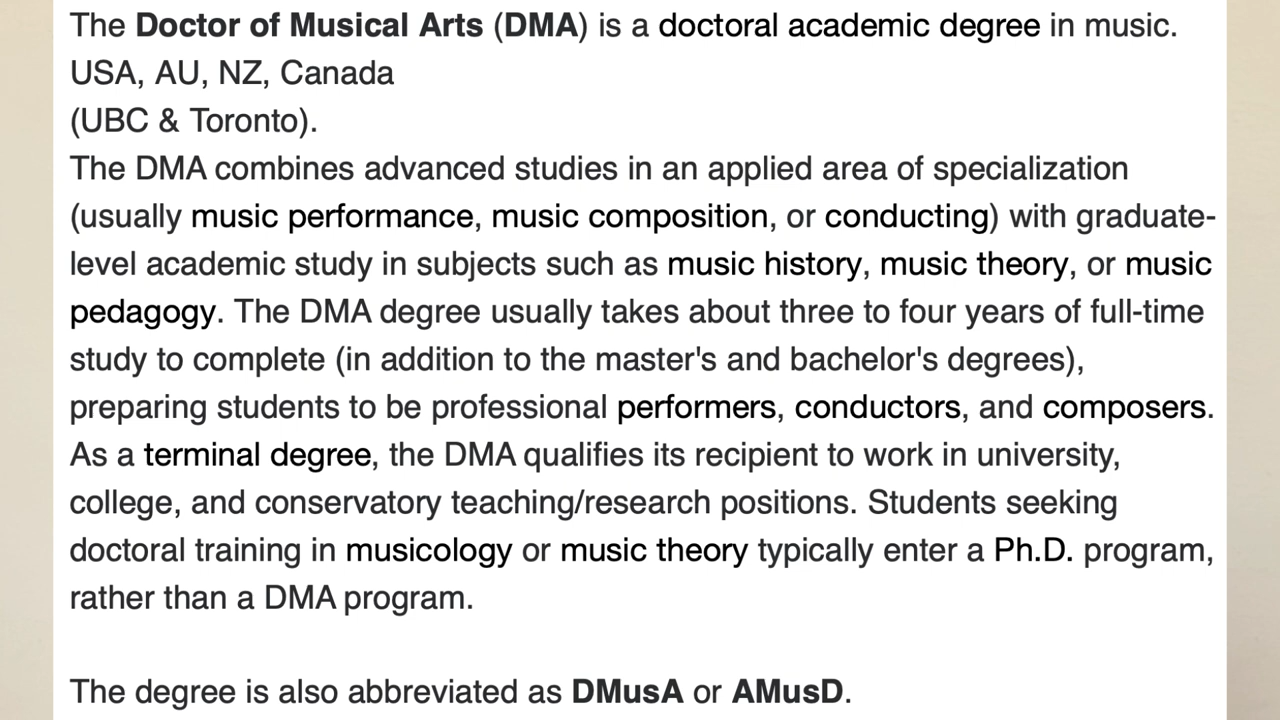 The Doctor of Musical Arts (DMA) is a doctoral academic degree in music.
USA, AU, NZ, Canada
(UBC & Toronto).
The DMA combines advanced studies in an applied area of specialization
(usually music performance, music composition, or conducting) with graduate-
level academic study in subjects such as music history, music theory, or music
pedagogy. The DMA degree usually takes about three to four years of full-time
study to complete (in addition to the master's and bachelor's degrees),
preparing students to be professional performers, conductors, and composers.
As a terminal degree, the DMA qualifies its recipient to work in university,
college, and conservatory teaching/research positions. Students seeking
doctoral training in musicology or music theory typically enter a Ph.D. program,
rather than a DMA program.
The degree is also abbreviated as DMusA or AMusD.